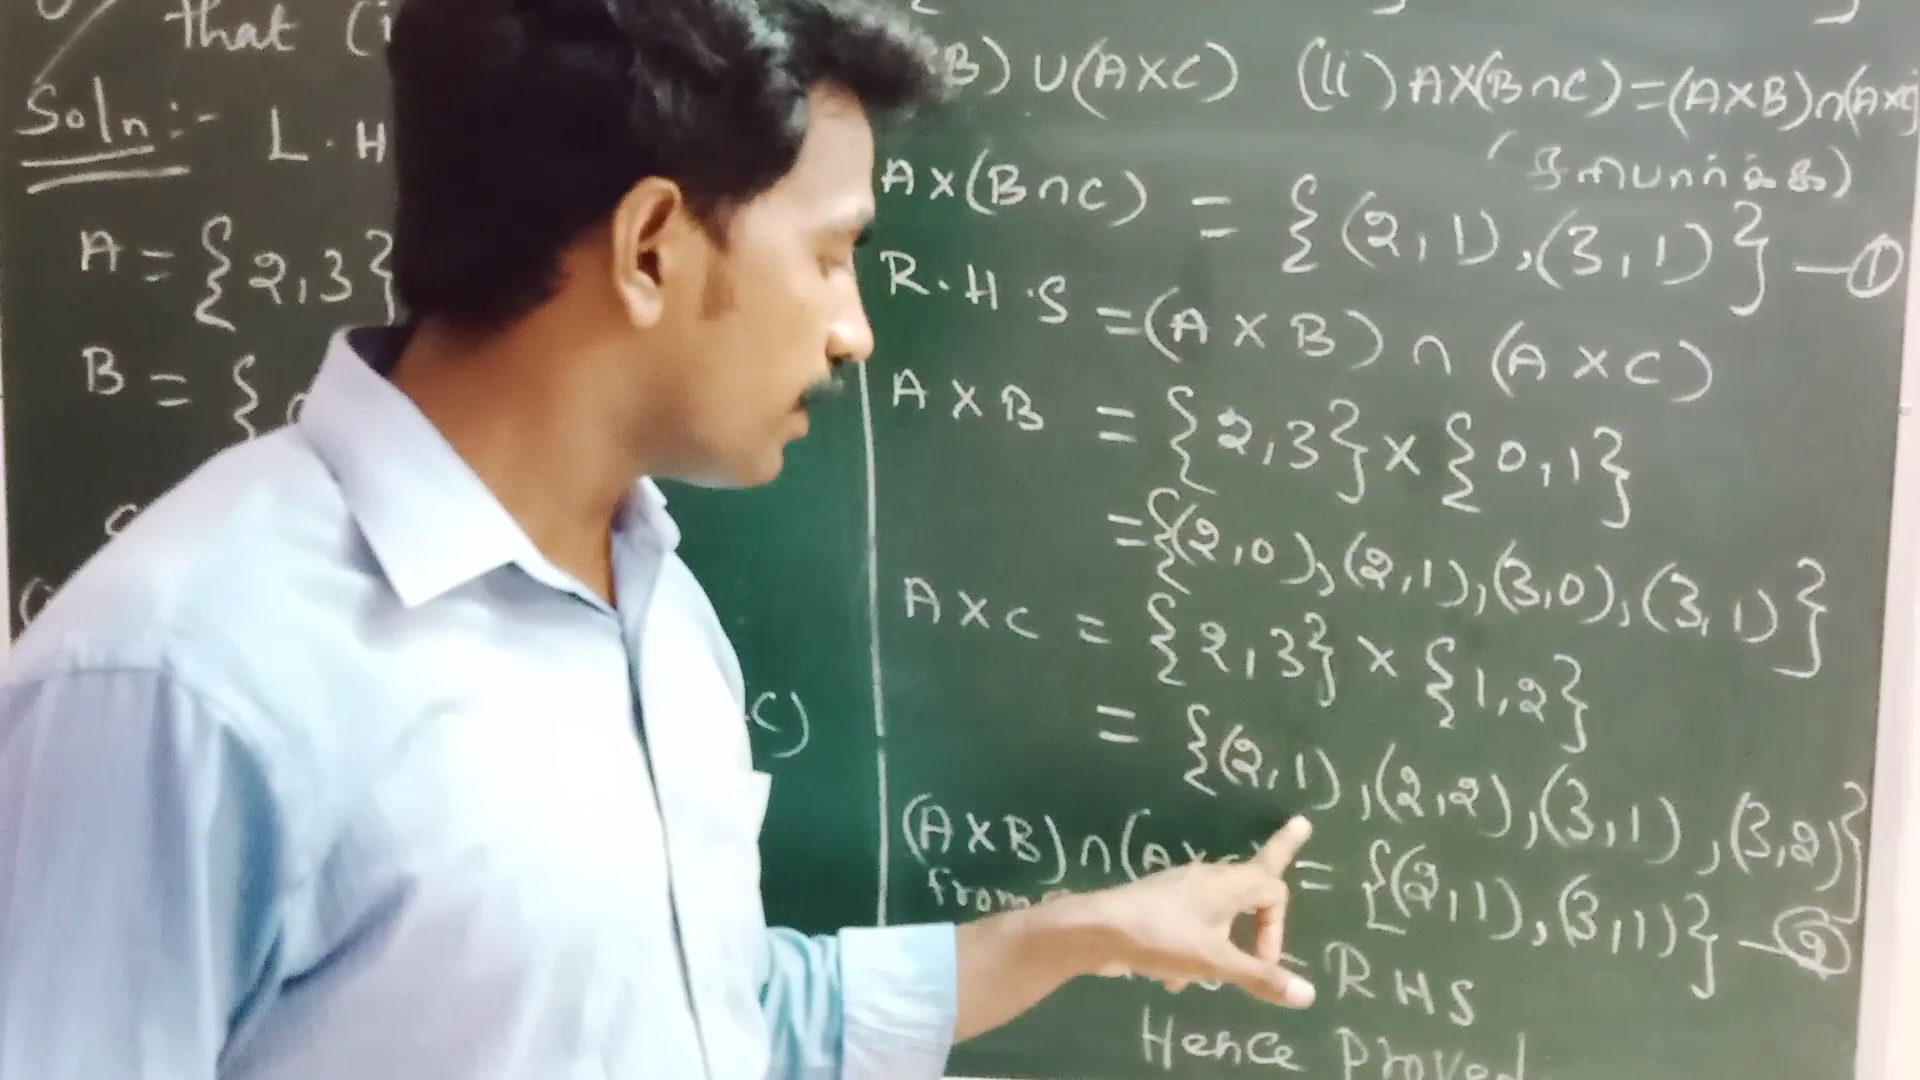 that (i
B) ∪ (A×C) (ii) A×(B∩C)=(A×B)∩(A×C)
Soln:- L.H
(சரிபார்க்க)
A×(B∩C) = {(2,1),(3,1)} —①
A = {2,3}
R.H.S = (A×B) ∩ (A×C)
B = {
A×B = {2,3} × {0,1}
= {(2,0),(2,1),(3,0),(3,1)}
A×C = {2,3} × {1,2}
= {(2,1),(2,2),(3,1),(3,2)}
C)
(A×B)∩(A×C) = {(2,1),(3,1)} —②
from
= RHS
Hence Proved